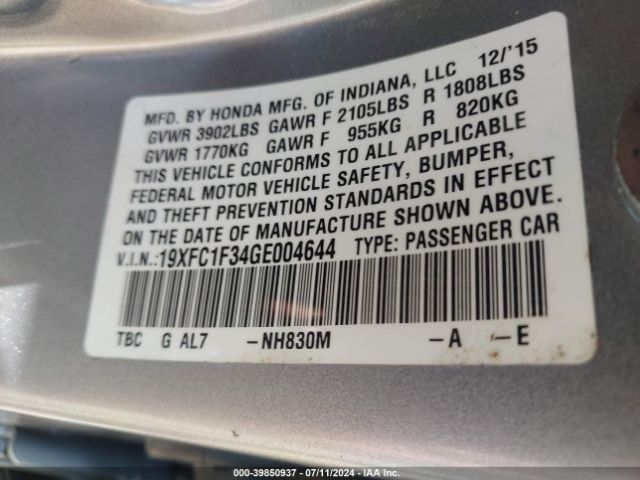 MFD. BY HONDA MFG. OF INDIANA, LLC 12/'15
GVWR 3902LBS GAWR F 2105LBS R 1808LBS
GVWR 1770KG GAWR F 955KG R 820KG
THIS VEHICLE CONFORMS TO ALL APPLICABLE
FEDERAL MOTOR VEHICLE SAFETY, BUMPER,
AND THEFT PREVENTION STANDARDS IN EFFECT
ON THE DATE OF MANUFACTURE SHOWN ABOVE.
V.I.N.:19XFC1F34GE004644 TYPE: PASSENGER CAR
TBC G AL7 -NH830M -A -E
000-39850937 - 07/11/2024 - IAA Inc.